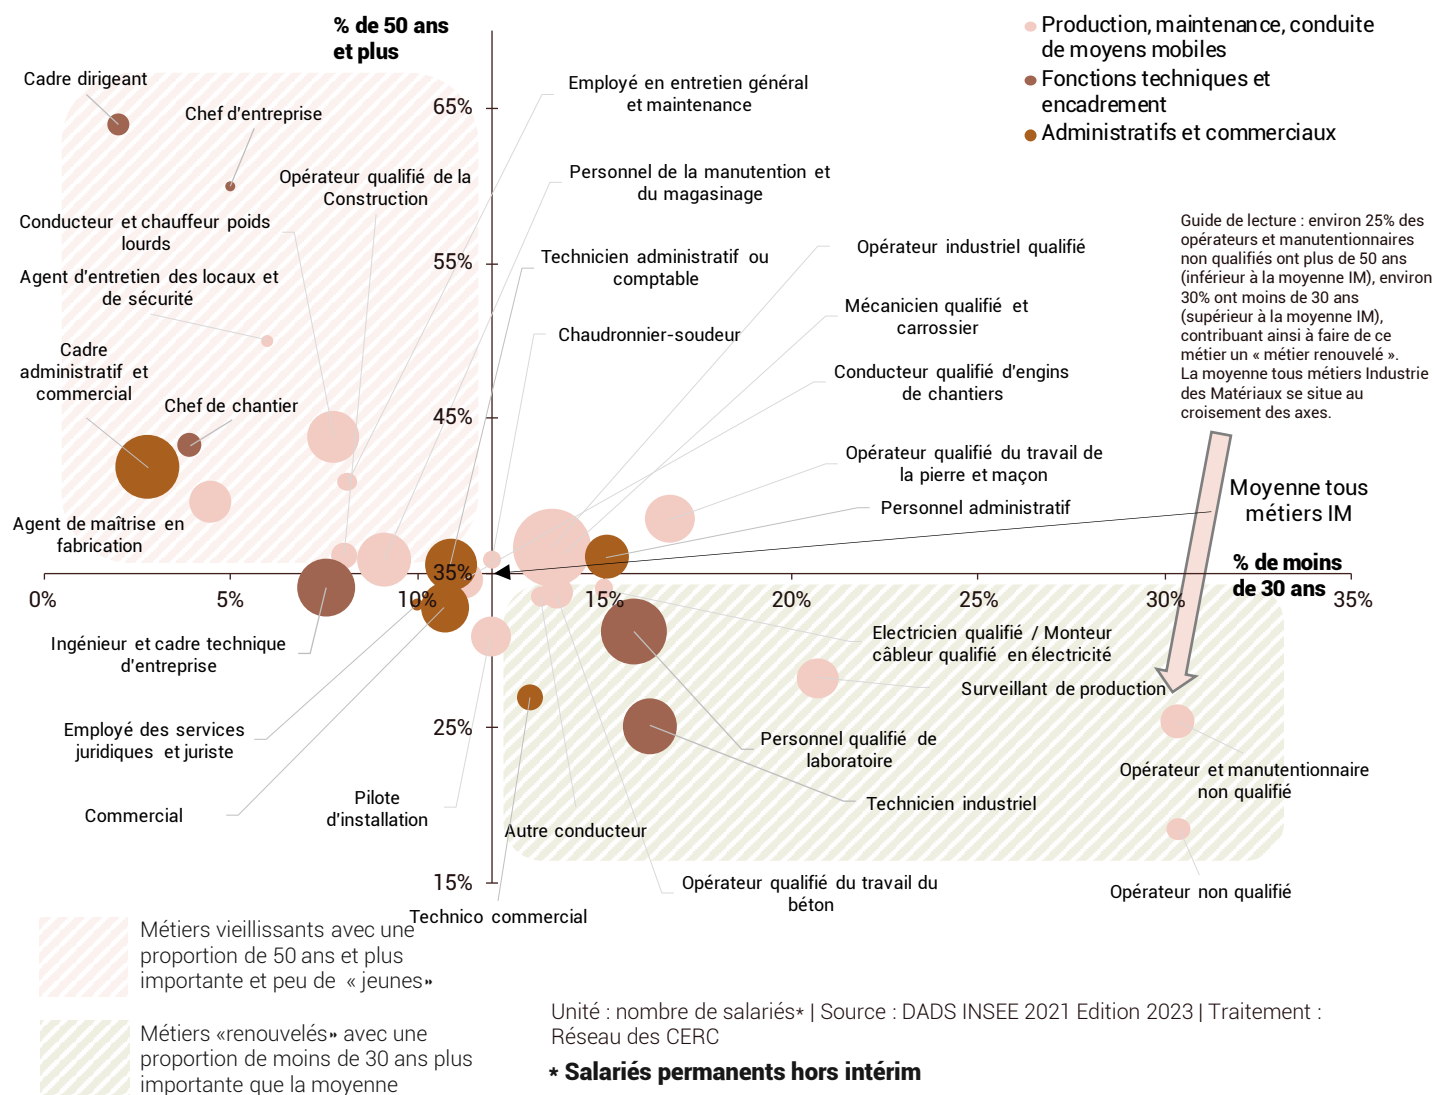 % de 50 ans
et plus
Production, maintenance, conduite
de moyens mobiles
Fonctions techniques et
encadrement
Administratifs et commerciaux
Cadre dirigeant
Chef d'entreprise
Opérateur qualifié de la
Construction
Conducteur et chauffeur poids
lourds
Agent d'entretien des locaux et
de sécurité
Cadre
administratif et
commercial
Chef de chantier
Agent de maîtrise en
fabrication
65%
55%
45%
35%
25%
15%
Employé en entretien général
et maintenance
Personnel de la manutention et
du magasinage
Technicien administratif ou
comptable
Chaudronnier-soudeur
Opérateur industriel qualifié
Mécanicien qualifié et
carrossier
Conducteur qualifié d'engins
de chantiers
Opérateur qualifié du travail de
la pierre et maçon
Personnel administratif
Guide de lecture : environ 25% des
opérateurs et manutentionnaires
non qualifiés ont plus de 50 ans
(inférieur à la moyenne IM), environ
30% ont moins de 30 ans
(supérieur à la moyenne IM),
contribuant ainsi à faire de ce
métier un « métier renouvelé ».
La moyenne tous métiers Industrie
des Matériaux se situe au
croisement des axes.
Moyenne tous
métiers IM
% de moins
de 30 ans
0%
5%
10%
15%
20%
25%
30%
35%
Ingénieur et cadre technique
d'entreprise
Employé des services
juridiques et juriste
Commercial
Pilote
d'installation
Electricien qualifié / Monteur
câbleur qualifié en électricité
Surveillant de production
Personnel qualifié de
laboratoire
Technicien industriel
Autre conducteur
Opérateur et manutentionnaire
non qualifié
Opérateur qualifié du travail du
béton
Opérateur non qualifié
Technico commercial
Métiers vieillissants avec une
proportion de 50 ans et plus
importante et peu de « jeunes»
Métiers «renouvelés» avec une
proportion de moins de 30 ans plus
importante que la moyenne
Unité : nombre de salariés* | Source : DADS INSEE 2021 Edition 2023 | Traitement :
Réseau des CERC
* Salariés permanents hors intérim